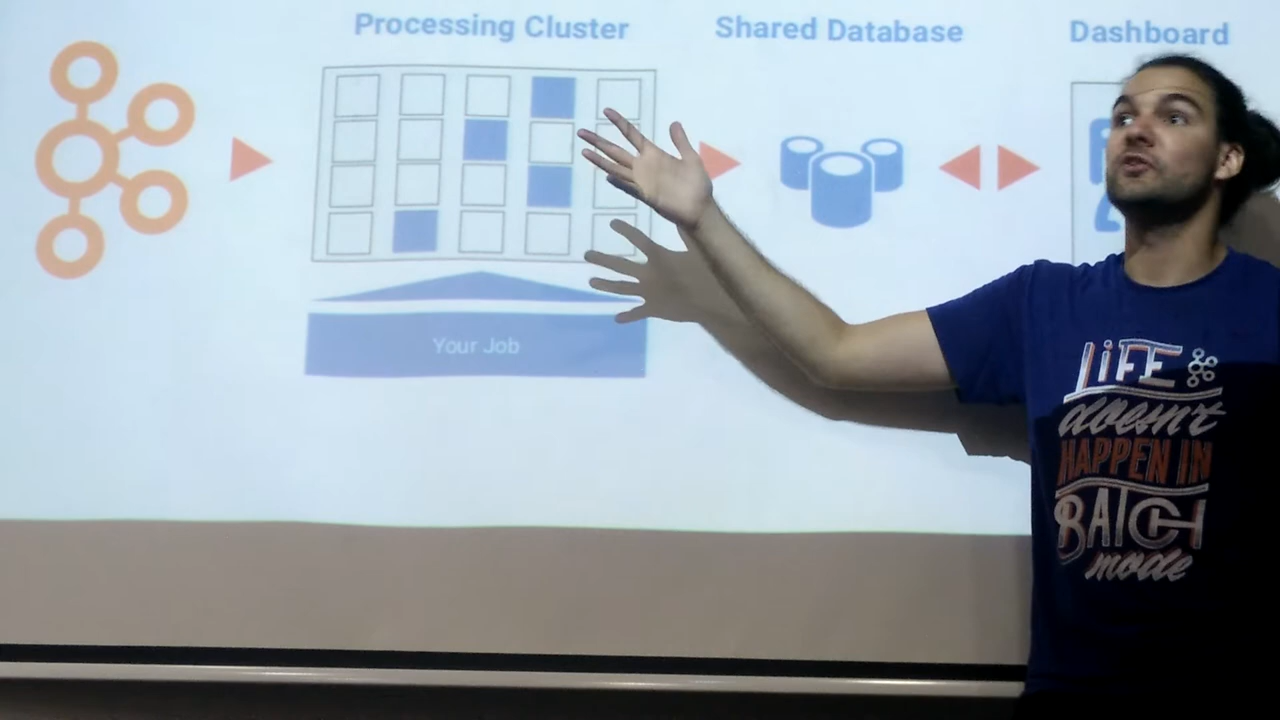 Processing Cluster
Shared Database
Dashboard
Your Job
LiFE
doesn't
HAPPEN IN
BATCH
mode